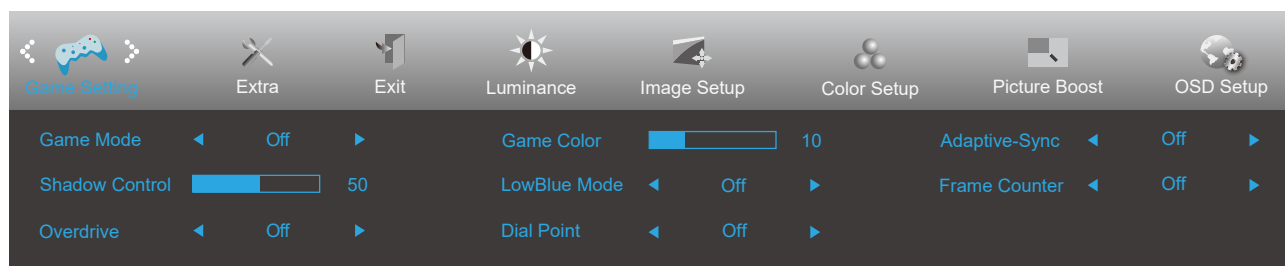 Game Setting Extra Exit Luminance Image Setup Color Setup Picture Boost OSD Setup
Game Mode Off Game Color 10 Adaptive-Sync Off
Shadow Control 50 LowBlue Mode Off Frame Counter Off
Overdrive Off Dial Point Off